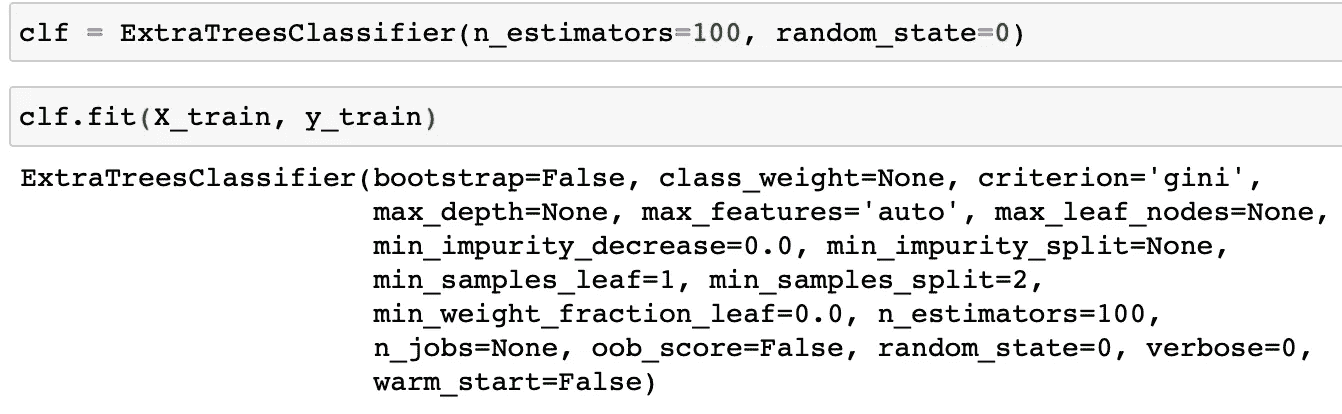 clf = ExtraTreesClassifier(n_estimators=100, random_state=0)
clf.fit(X_train, y_train)
ExtraTreesClassifier(bootstrap=False, class_weight=None, criterion='gini',
max_depth=None, max_features='auto', max_leaf_nodes=None,
min_impurity_decrease=0.0, min_impurity_split=None,
min_samples_leaf=1, min_samples_split=2,
min_weight_fraction_leaf=0.0, n_estimators=100,
n_jobs=None, oob_score=False, random_state=0, verbose=0,
warm_start=False)